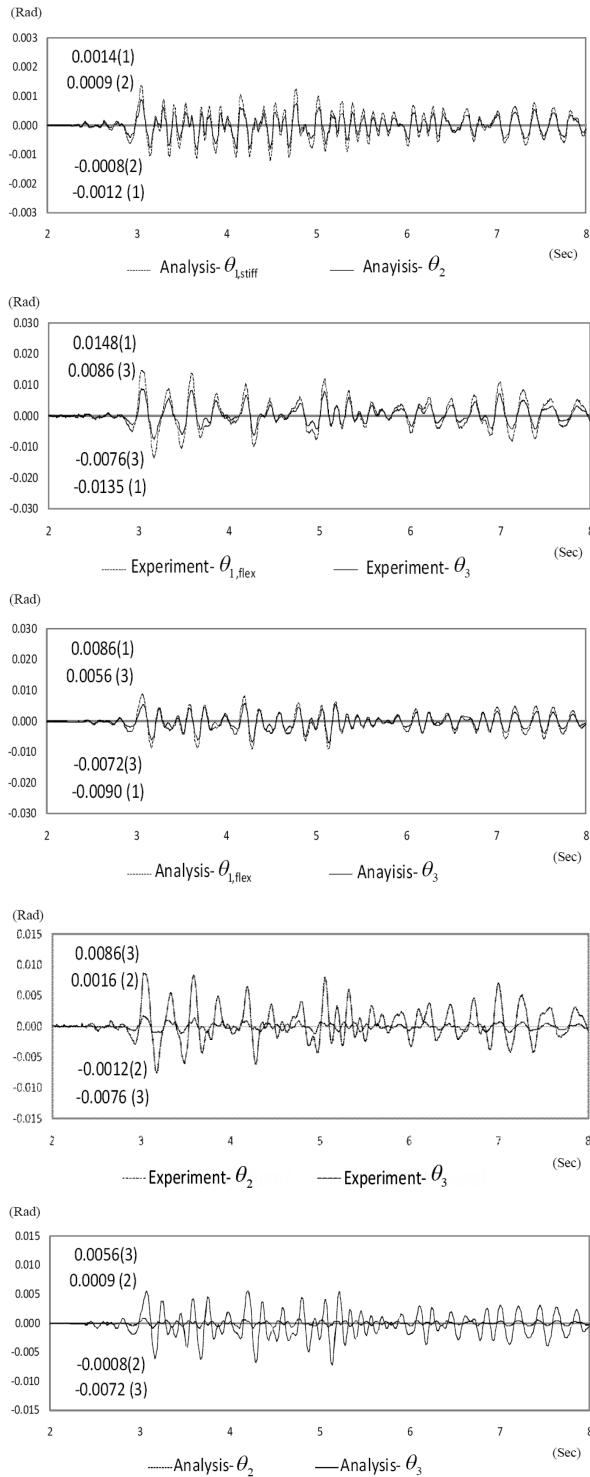 (Rad)
0.003
0.002
0.001
0.000
-0.001
-0.002
-0.003
0.0014(1)
0.0009 (2)
-0.0008(2)
-0.0012 (1)
2 3 4 5 6 7 8
(Sec)
Analysis- θ1,stiff Anayisis- θ2
(Rad)
0.030
0.020
0.010
0.000
-0.010
-0.020
-0.030
0.0148(1)
0.0086 (3)
-0.0076(3)
-0.0135 (1)
2 3 4 5 6 7 8
(Sec)
Experiment- θ1,flex Experiment- θ3
(Rad)
0.030
0.020
0.010
0.000
-0.010
-0.020
-0.030
0.0086(1)
0.0056 (3)
-0.0072(3)
-0.0090 (1)
2 3 4 5 6 7 8
(Sec)
Analysis- θ1,flex Anayisis- θ3
(Rad)
0.015
0.010
0.005
0.000
-0.005
-0.010
-0.015
0.0086(3)
0.0016 (2)
-0.0012(2)
-0.0076 (3)
2 3 4 5 6 7 8
(Sec)
Experiment- θ2 Experiment- θ3
(Rad)
0.015
0.010
0.005
0.000
-0.005
-0.010
-0.015
0.0056(3)
0.0009 (2)
-0.0008(2)
-0.0072 (3)
2 3 4 5 6 7 8
(Sec)
Analysis- θ2 Analysis- θ3